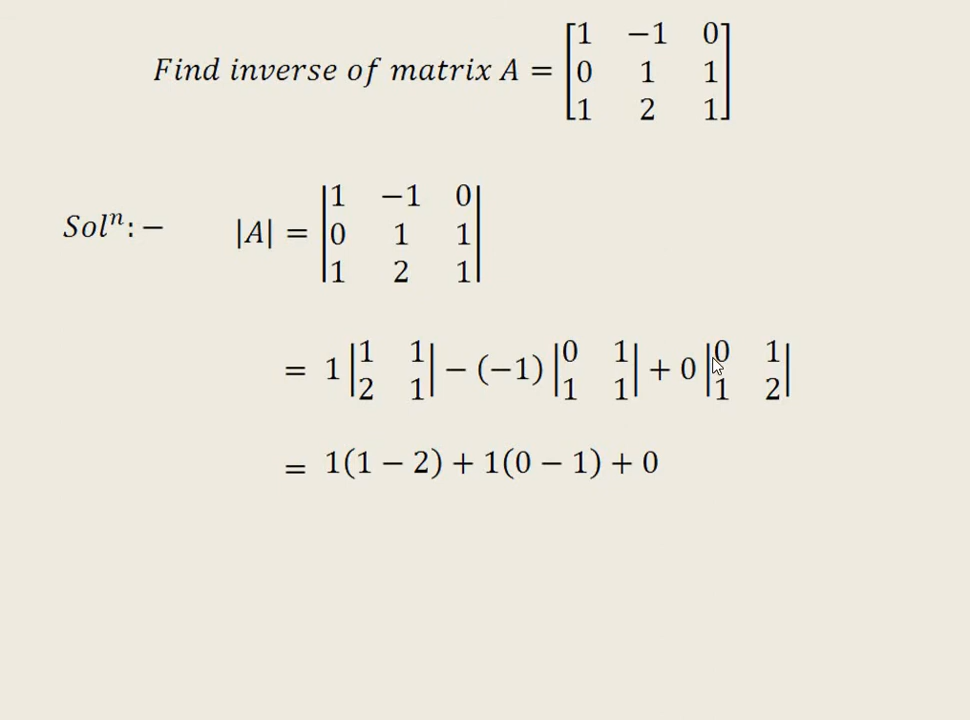 Find inverse of matrix A = [1 −1 0
0 1 1
1 2 1]
Solⁿ:− |A| = |1 −1 0
0 1 1
1 2 1|
= 1 |1 1
2 1| − (−1) |0 1
1 1| + 0 |0 1
1 2|
= 1(1 − 2) + 1(0 − 1) + 0